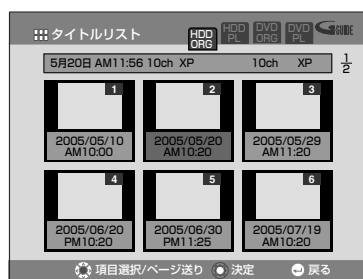 タイトルリスト
HDD ORG
HDD PL
DVD ORG
DVD PL
G GUIDE
5月20日 AM11:56 10ch XP 10ch XP
1/2
1 2 3
2005/05/10 2005/05/20 2005/05/29
AM10:00 AM10:20 AM11:20
4 5 6
2005/06/20 2005/06/30 2005/07/19
PM10:20 PM11:25 AM10:20
項目選択/ページ送り 決定 戻る